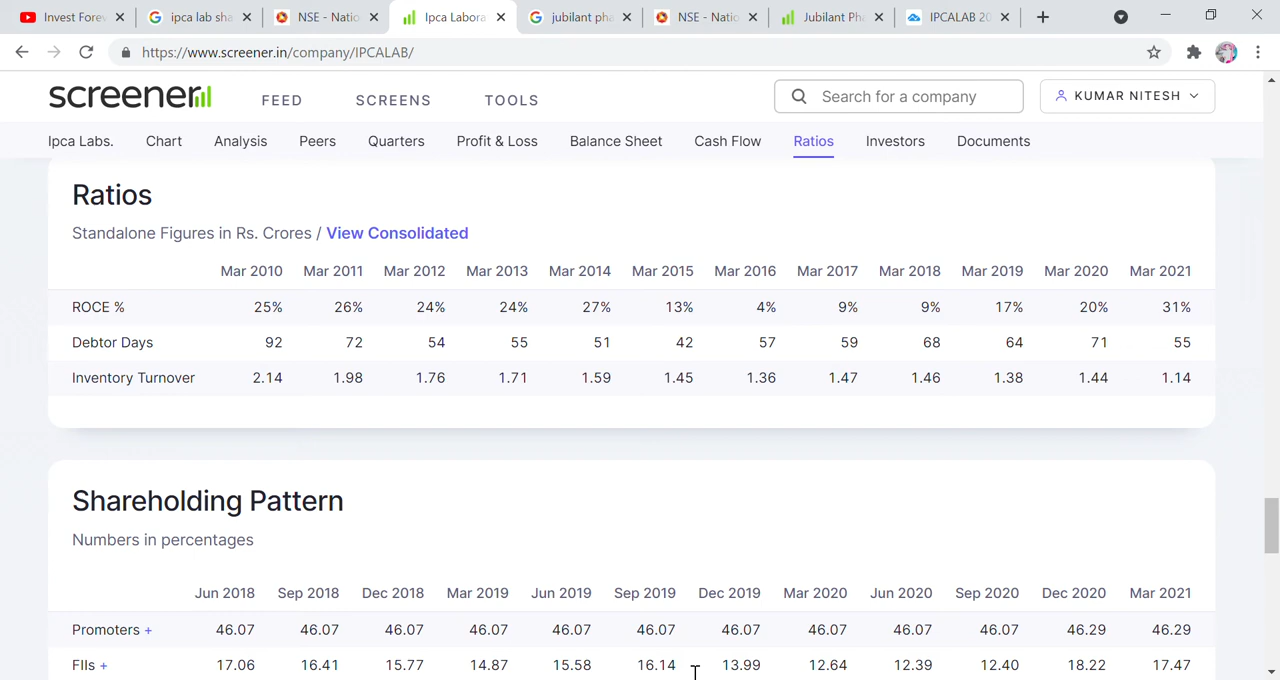 Invest Forev
ipca lab sha
NSE - Natio
Ipca Labora
jubilant pha
NSE - Natio
Jubilant Ph
IPCALAB 20
https://www.screener.in/company/IPCALAB/
screener
FEED SCREENS TOOLS
Search for a company
KUMAR NITESH
Ipca Labs. Chart Analysis Peers Quarters Profit & Loss Balance Sheet Cash Flow Ratios Investors Documents
Ratios
Standalone Figures in Rs. Crores / View Consolidated
Mar 2010 Mar 2011 Mar 2012 Mar 2013 Mar 2014 Mar 2015 Mar 2016 Mar 2017 Mar 2018 Mar 2019 Mar 2020 Mar 2021
ROCE % 25% 26% 24% 24% 27% 13% 4% 9% 9% 17% 20% 31%
Debtor Days 92 72 54 55 51 42 57 59 68 64 71 55
Inventory Turnover 2.14 1.98 1.76 1.71 1.59 1.45 1.36 1.47 1.46 1.38 1.44 1.14
Shareholding Pattern
Numbers in percentages
Jun 2018 Sep 2018 Dec 2018 Mar 2019 Jun 2019 Sep 2019 Dec 2019 Mar 2020 Jun 2020 Sep 2020 Dec 2020 Mar 2021
Promoters + 46.07 46.07 46.07 46.07 46.07 46.07 46.07 46.07 46.07 46.07 46.29 46.29
FIIs + 17.06 16.41 15.77 14.87 15.58 16.14 13.99 12.64 12.39 12.40 18.22 17.47